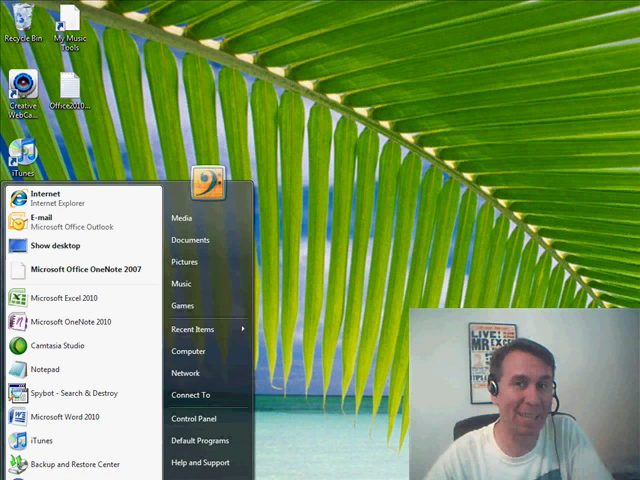 Recycle Bin
My Music
Tools
Creative
WebCa...
Office2010...
iTunes
Internet
Internet Explorer
E-mail
Microsoft Office Outlook
Show desktop
Microsoft Office OneNote 2007
Microsoft Excel 2010
Microsoft OneNote 2010
Camtasia Studio
Notepad
Spybot - Search & Destroy
Microsoft Word 2010
iTunes
Backup and Restore Center
Media
Documents
Pictures
Music
Games
Recent Items
Computer
Network
Connect To
Control Panel
Default Programs
Help and Support
LIVE!
MR EXCEL